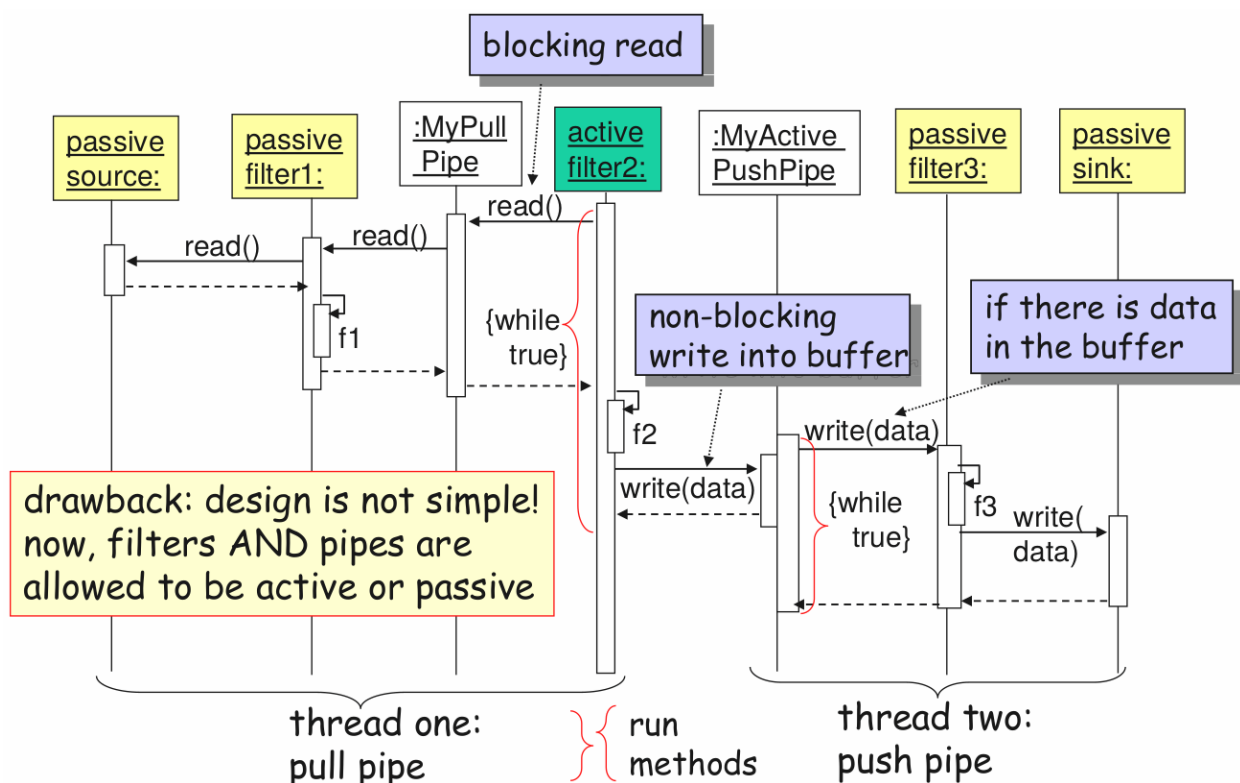 blocking read
passive
source:
passive
filter1:
:MyPull
Pipe
active
filter2:
:MyActive
PushPipe
passive
filter3:
passive
sink:
read()
read()
read()
f1
{while
true}
non-blocking
write into buffer
if there is data
in the buffer
f2
write(data)
write(data)
{while
true}
f3
write(
data)
drawback: design is not simple!
now, filters AND pipes are
allowed to be active or passive
thread one:
pull pipe
run
methods
thread two:
push pipe